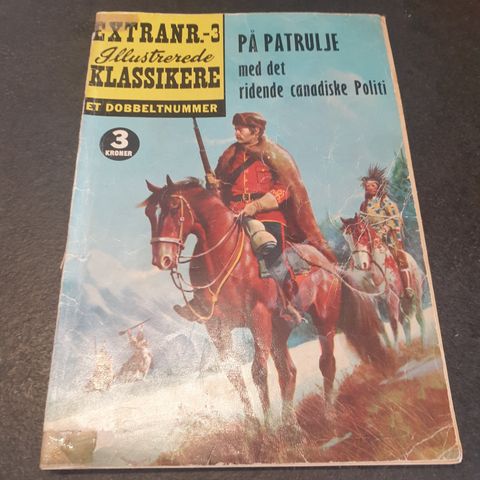 EXTRANR.-3
Illustrerede
KLASSIKERE
ET DOBBELTNUMMER
3
KRONER
PÅ PATRULJE
med det
ridende canadiske Politi